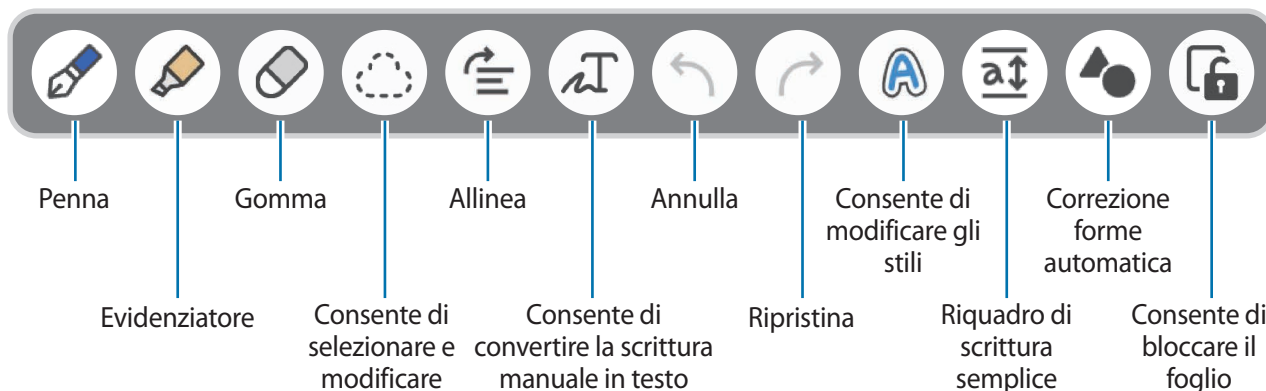 Penna
Gomma
Allinea
Annulla
Consente di
modificare gli
stili
Correzione
forme
automatica
Evidenziatore
Consente di
selezionare e
modificare
Consente di
convertire la scrittura
manuale in testo
Ripristina
Riquadro di
scrittura
semplice
Consente di
bloccare il
foglio